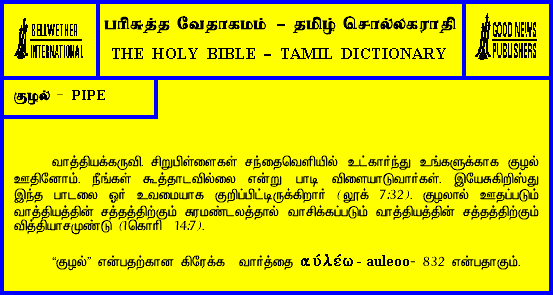 BELLWETHER
INTERNATIONAL
பரிசுத்த வேதாகமம் – தமிழ் சொல்லகராதி
THE HOLY BIBLE – TAMIL DICTIONARY
GOOD NEWS
PUBLISHERS
குழல் – PIPE
வாத்தியக்கருவி. சிறுபிள்ளைகள் சந்தைவெளியில் உட்கார்ந்து உங்களுக்காக குழல்
ஊதினோம். நீங்கள் கூத்தாடவில்லை என்று பாடி விளையாடுவார்கள். இயேசுகிறிஸ்து
இந்த பாடலை ஓர் உவமையாக குறிப்பிட்டிருக்கிறார் (லூக் 7:32). குழலால் ஊதப்படும்
வாத்தியத்தின் சத்தத்திற்கும் சுரமண்டலத்தால் வாசிக்கப்படும் வாத்தியத்தின் சத்தத்திற்கும்
வித்தியாசமுண்டு (1கொரி 14:7).
“குழல்” என்பதற்கான கிரேக்க வார்த்தை αὐλέω - auleoo- 832 என்பதாகும்.